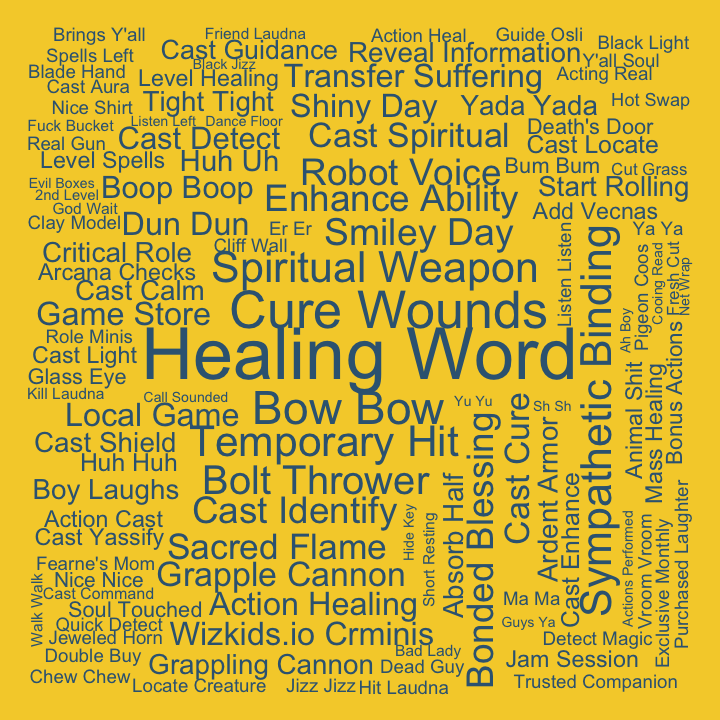 Brings Y'all
Friend Laudna
Action Heal
Guide Osli
Black Light
Spells Left
Cast Guidance
Reveal Information
Y'all Soul
Blade Hand
Black Jizz
Level Healing
Transfer Suffering
Acting Real
Cast Aura
Nice Shirt
Tight Tight
Shiny Day
Yada Yada
Hot Swap
Fuck Bucket
Listen Left
Dance Floor
Death's Door
Real Gun
Cast Detect
Cast Spiritual
Cast Locate
Level Spells
Huh Uh
Robot Voice
Bum Bum
Cut Grass
Evil Boxes
2nd Level
Boop Boop
Enhance Ability
Start Rolling
God Wait
Add Vecnas
Clay Model
Dun Dun
Er Er
Smiley Day
Ya Ya
Critical Role
Cliff Wall
Listen Listen
Sympathetic Binding
Ah Boy
Pigeon Coos
Cooing Read
Fresh Cut
Net Wrap
Arcana Checks
Spiritual Weapon
Cast Calm
Game Store
Cure Wounds
Role Minis
Healing Word
Cast Light
Glass Eye
Kill Laudna
Call Sounded
Yu Yu
Sh Sh
Animal Shit
Mass Healing
Bonus Actions
Local Game
Bow Bow
Cast Cure
Cast Shield
Temporary Hit
Bonded Blessing
Ardent Armor
Huh Huh
Boy Laughs
Bolt Thrower
Absorb Half
Cast Enhance
Action Cast
Cast Identify
Hide Key
Short Resting
Actions Performed
Vroom Vroom
Exclusive Monthly
Purchased Laughter
Cast Yassify
Sacred Flame
Fearne's Mom
Nice Nice
Grapple Cannon
Walk Walk
Cast Command
Soul Touched
Action Healing
Ma Ma
Quick Detect
Guys Ya
Jeweled Horn
Wizkids.io Crminis
Detect Magic
Double Buy
Bad Lady
Grappling Cannon
Dead Guy
Jam Session
Chew Chew
Locate Creature
Jizz Jizz
Hit Laudna
Trusted Companion